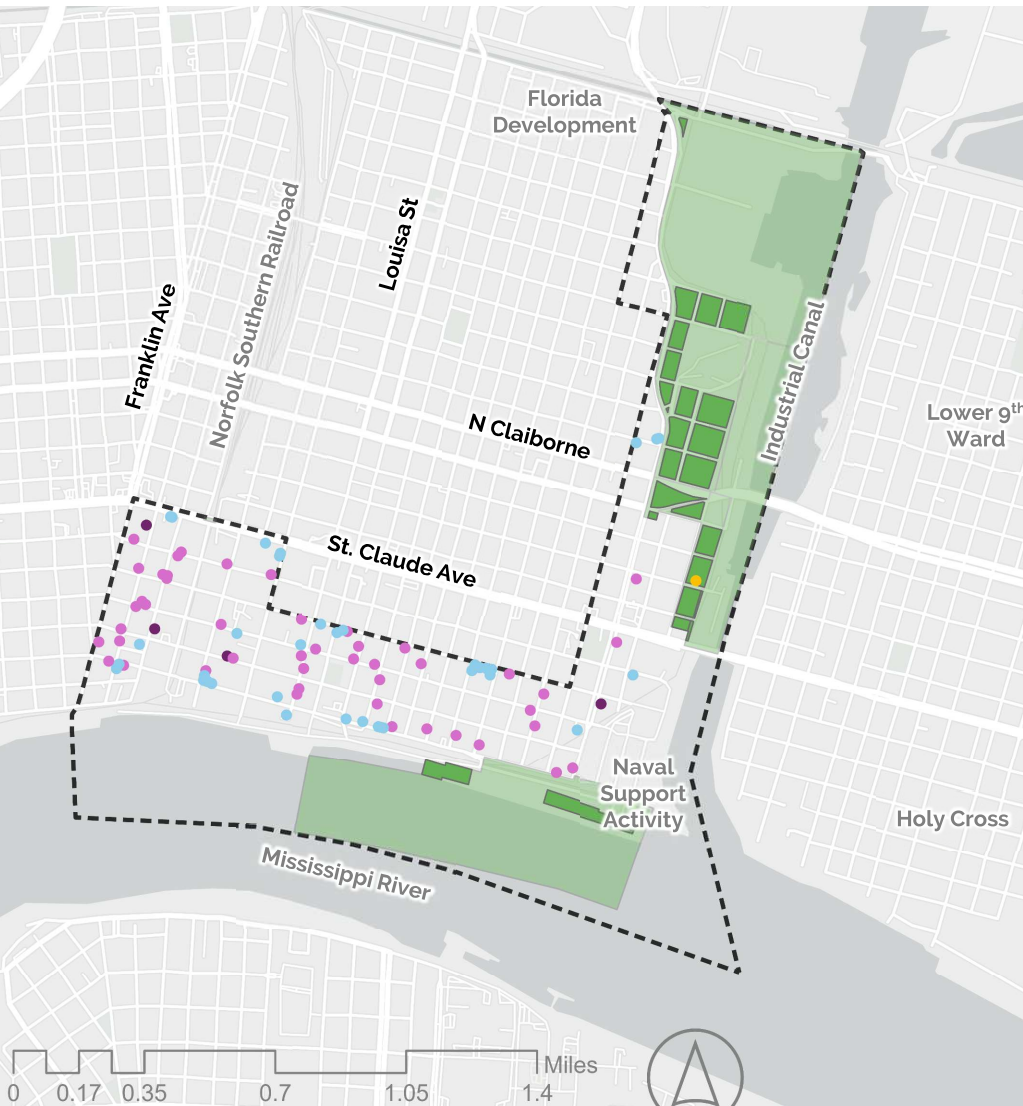 Florida
Development
Norfolk Southern Railroad
Louisa St
Franklin Ave
Industrial Canal
N Claiborne
Lower 9th
Ward
St. Claude Ave
Naval
Support
Activity
Holy Cross
Mississippi River
Miles
0 0.17 0.35 0.7 1.05 1.4